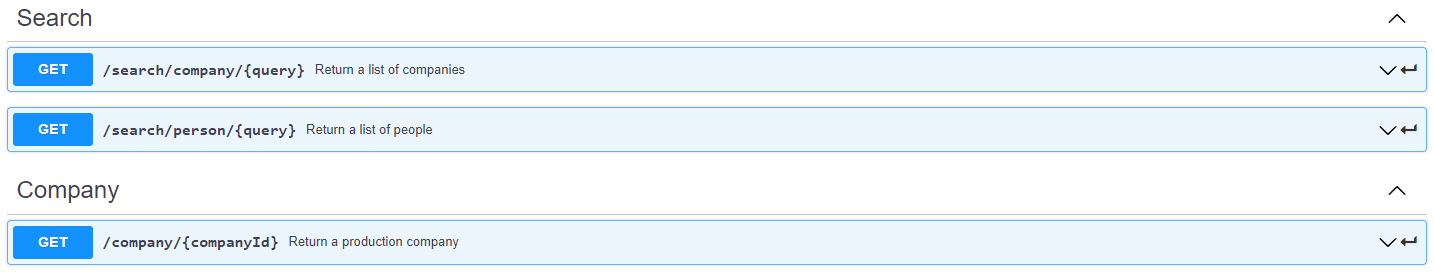 Search
GET /search/company/{query} Return a list of companies
GET /search/person/{query} Return a list of people
Company
GET /company/{companyId} Return a production company